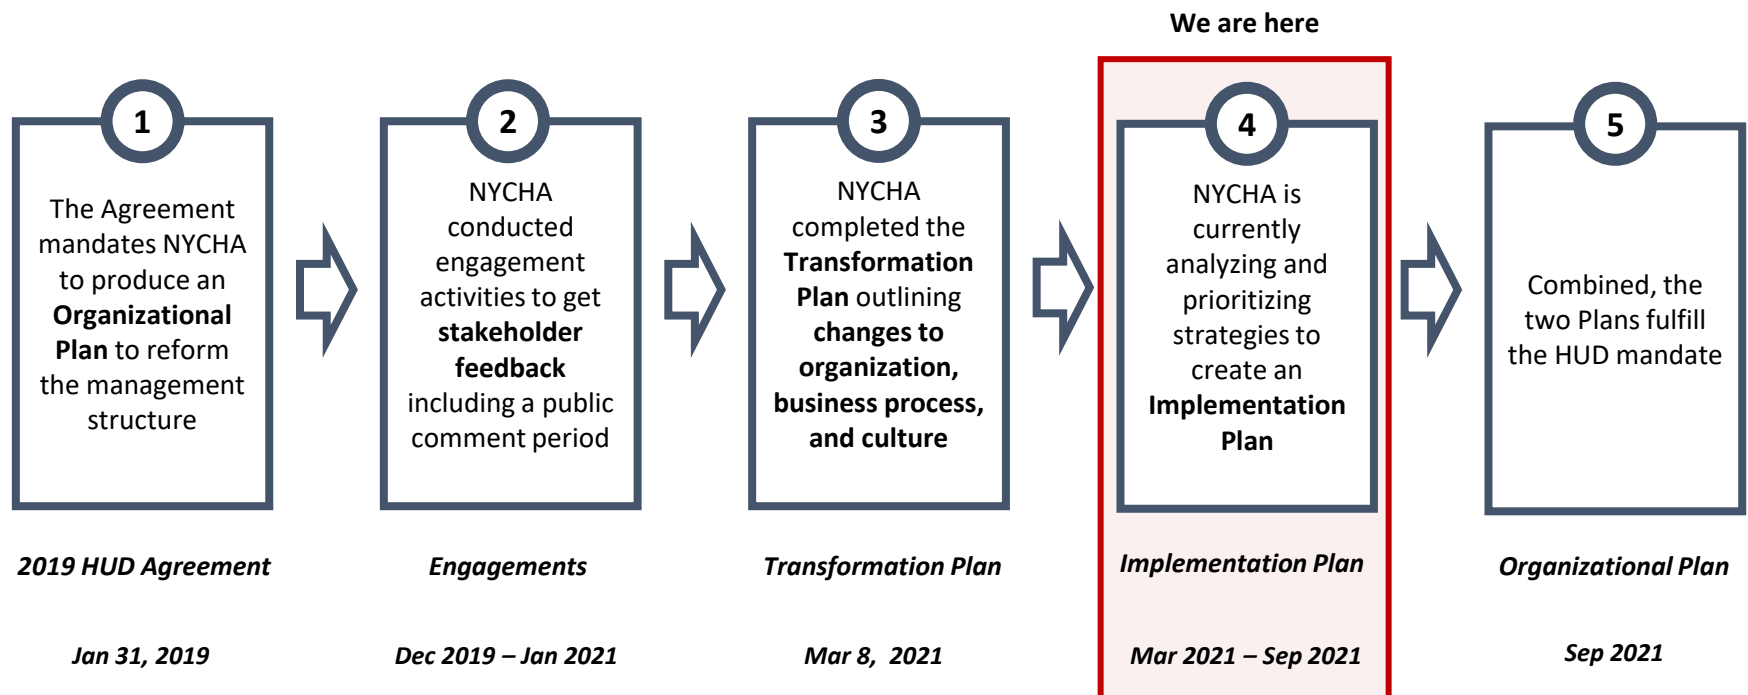 We are here
1
The Agreement
mandates NYCHA
to produce an
Organizational
Plan to reform
the management
structure
2019 HUD Agreement
Jan 31, 2019
2
NYCHA
conducted
engagement
activities to get
stakeholder
feedback
including a public
comment period
Engagements
Dec 2019 – Jan 2021
3
NYCHA
completed the
Transformation
Plan outlining
changes to
organization,
business process,
and culture
Transformation Plan
Mar 8, 2021
4
NYCHA is
currently
analyzing and
prioritizing
strategies to
create an
Implementation
Plan
Implementation Plan
Mar 2021 – Sep 2021
5
Combined, the
two Plans fulfill
the HUD mandate
Organizational Plan
Sep 2021